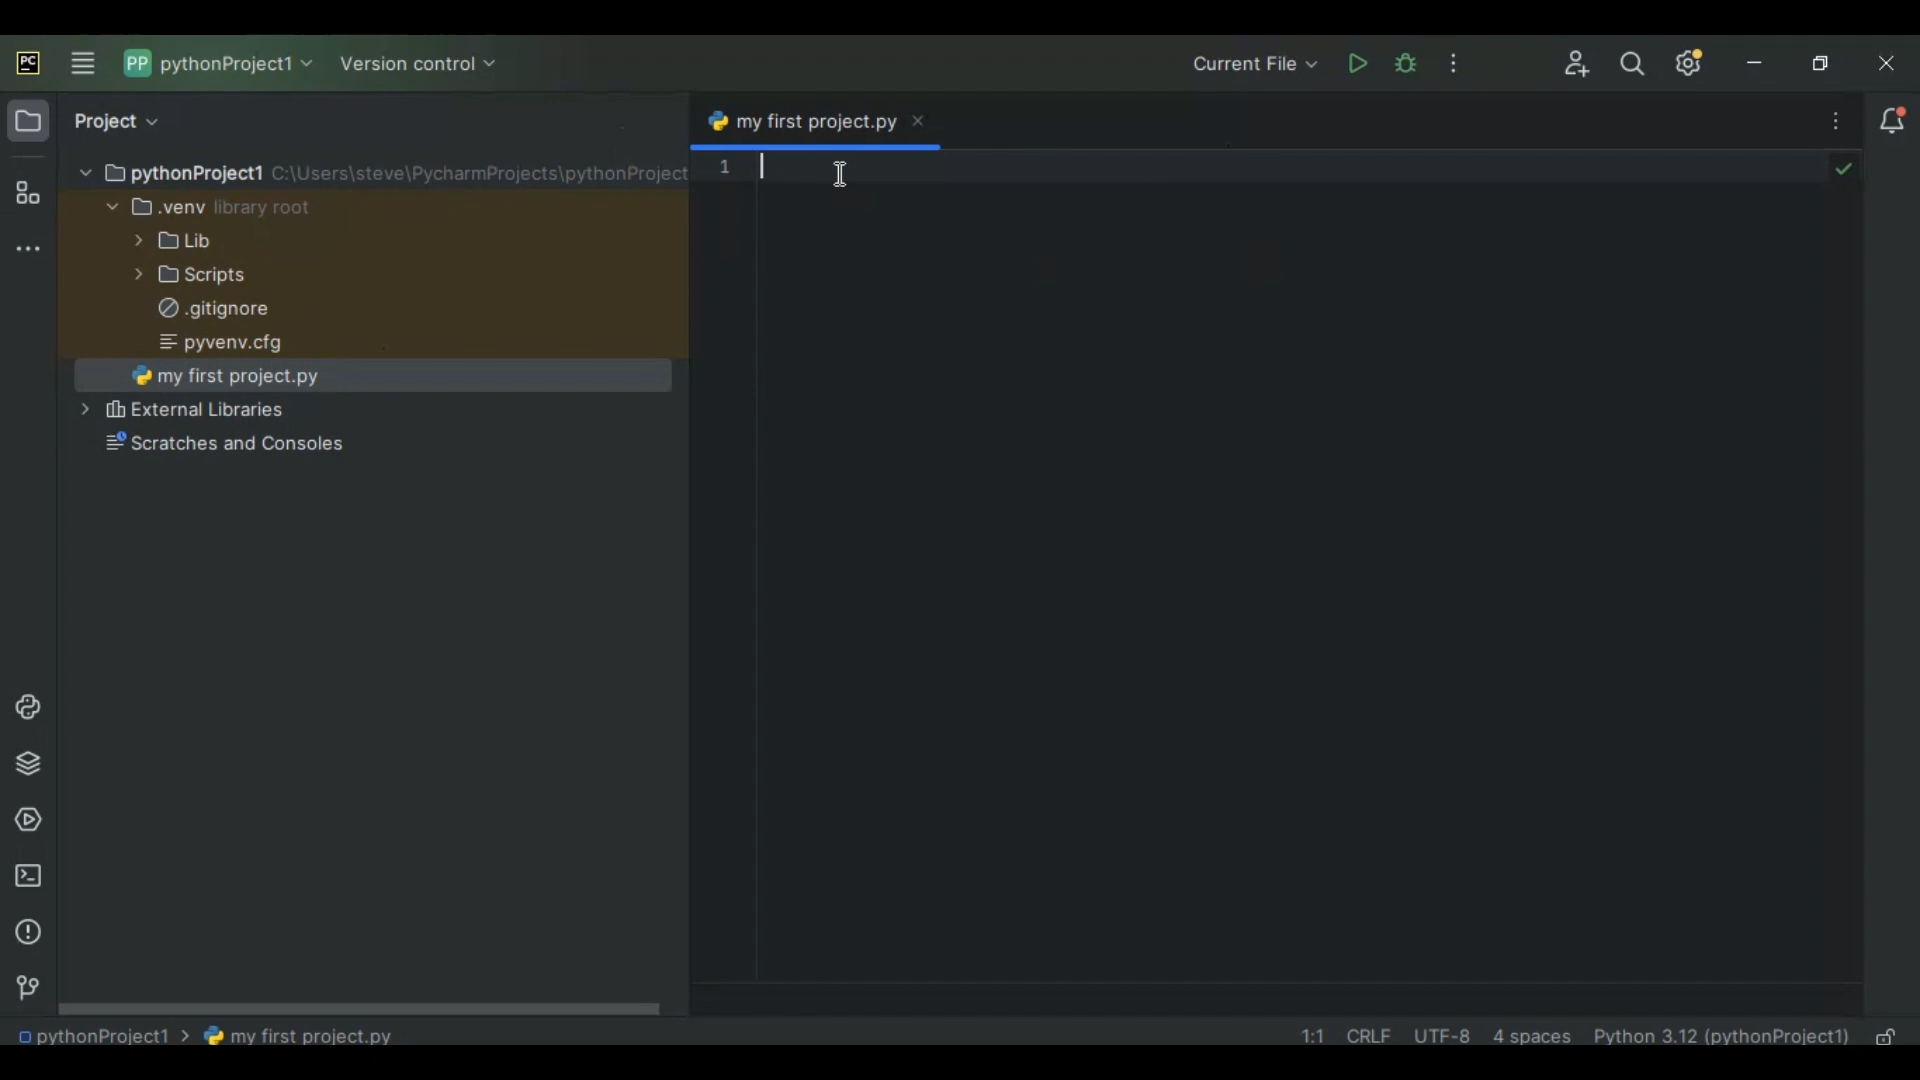 PC PP pythonProject1 Version control Current File
Project
my first project.py
pythonProject1 C:\Users\steve\PycharmProjects\pythonProject
1
.venv library root
Lib
Scripts
.gitignore
pyvenv.cfg
my first project.py
External Libraries
Scratches and Consoles
pythonProject1 > my first project.py 1:1 CRLF UTF-8 4 spaces Python 3.12 (pythonProject1)